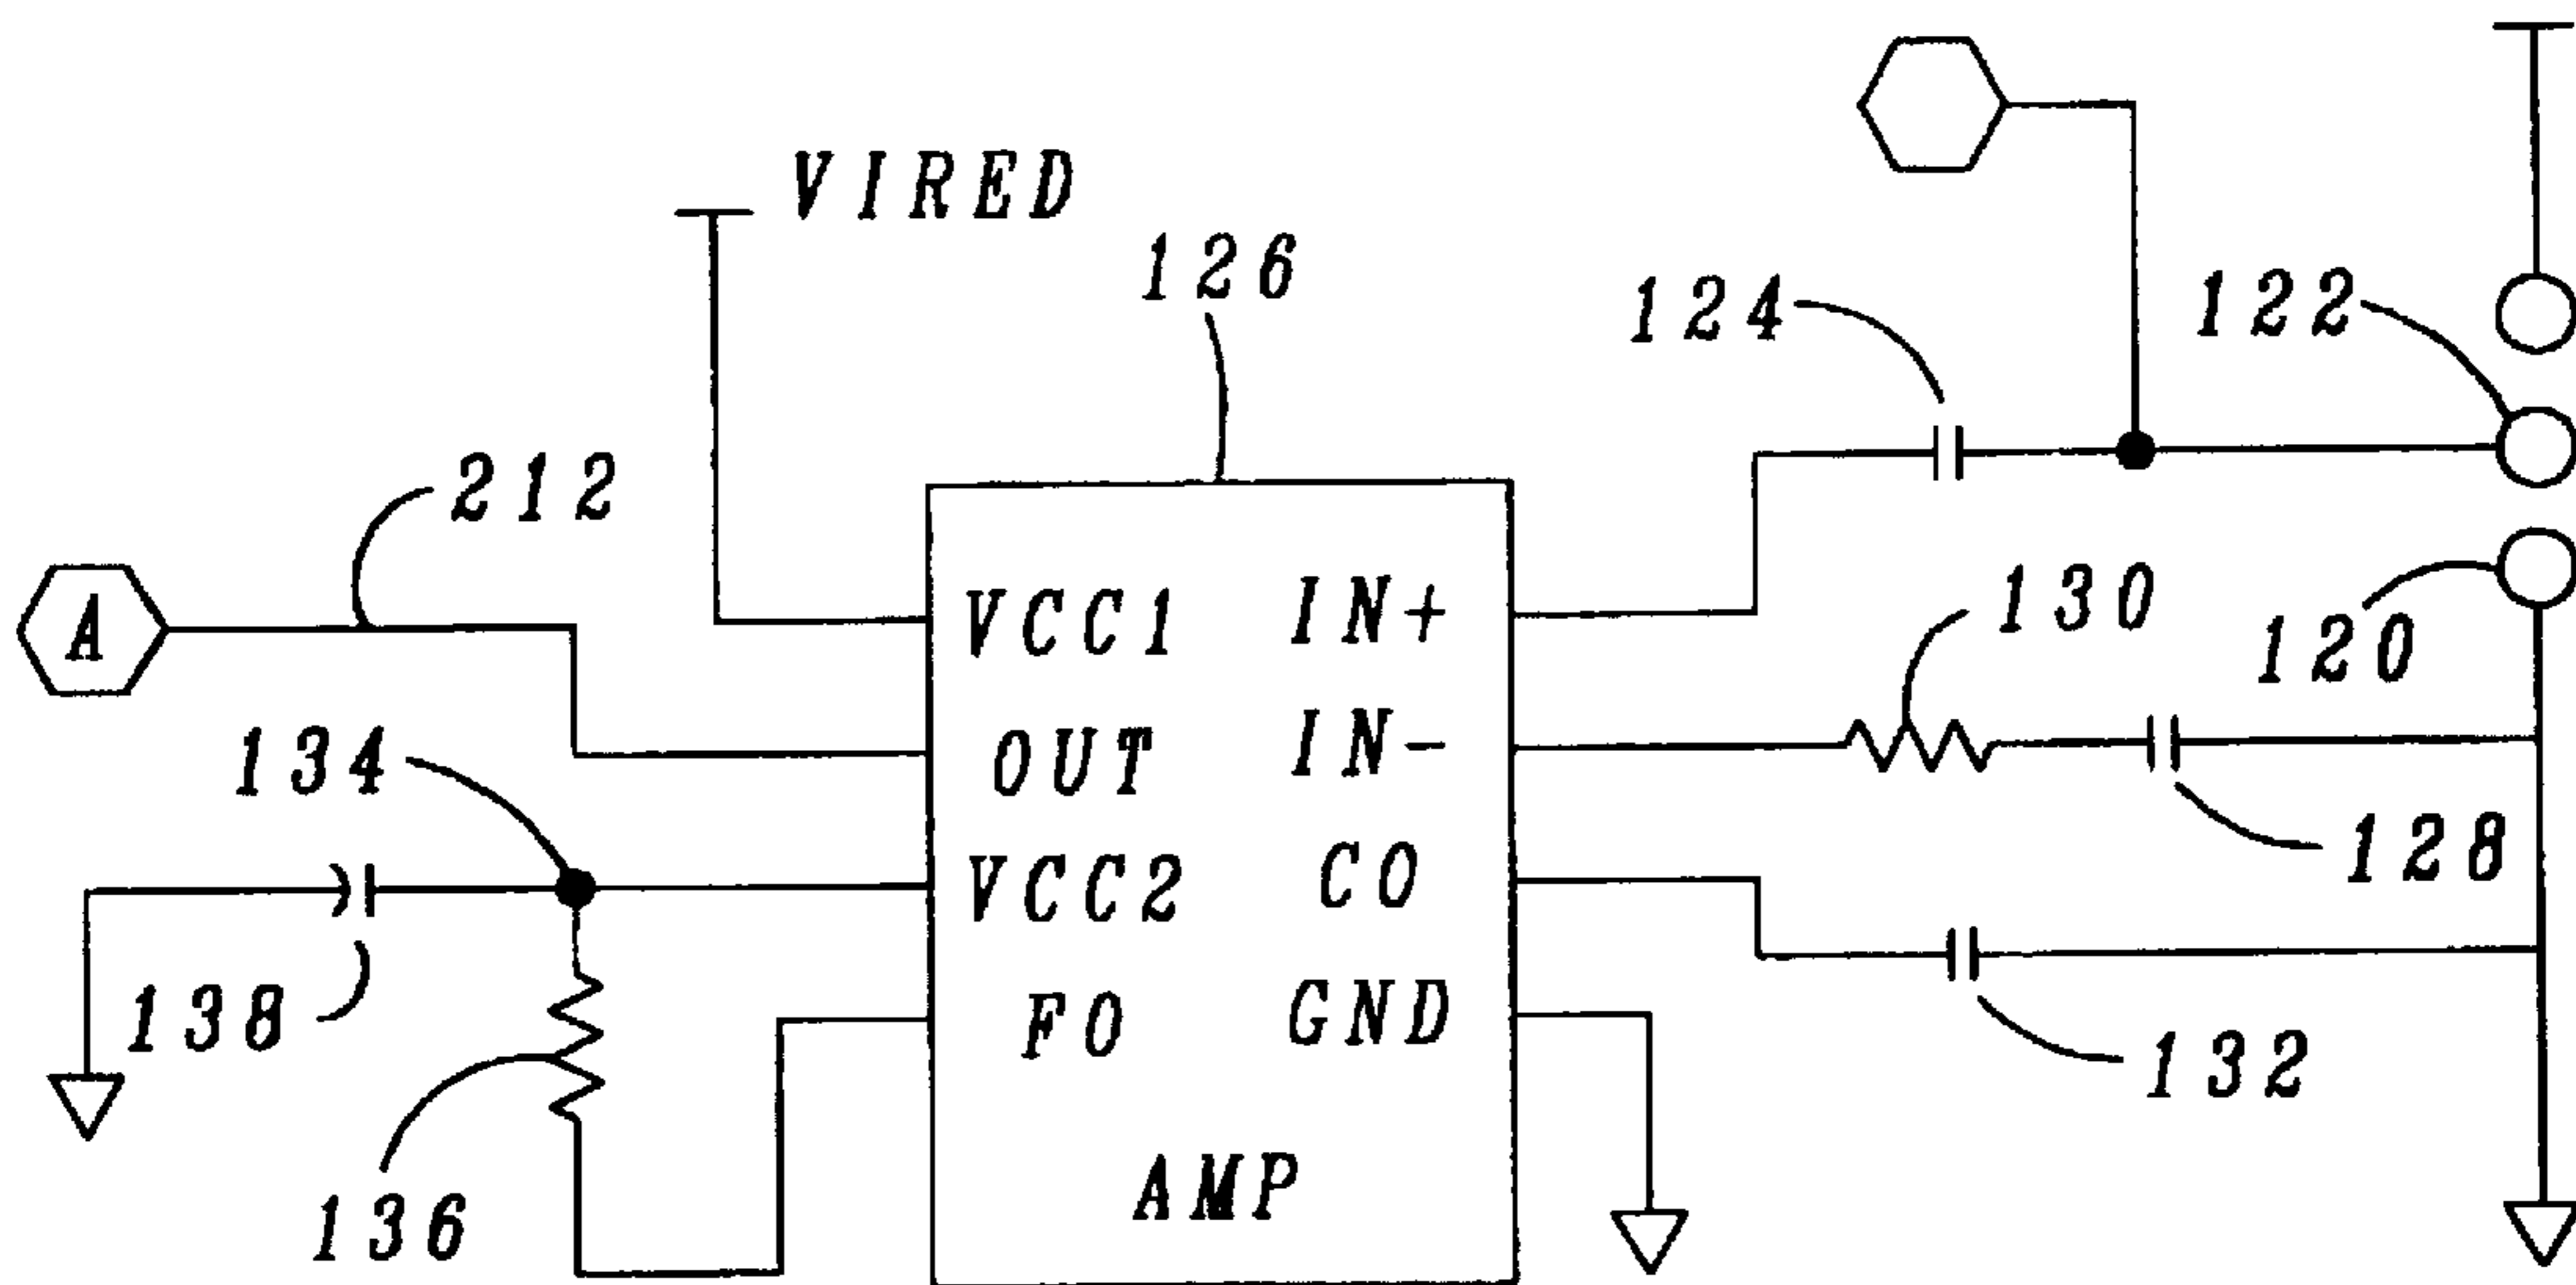 VIRED
126
124
122
212
A
VCC1 IN+
130
120
OUT IN-
134
128
VCC2 CO
138
FO GND
132
136
AMP